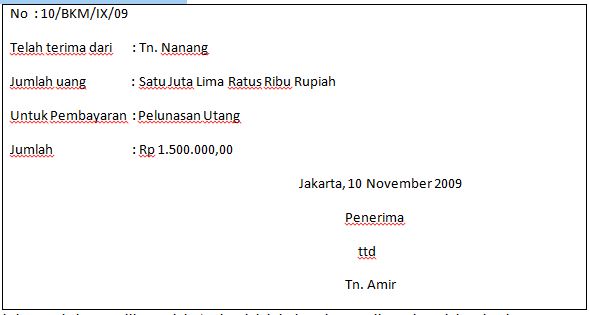 No : 10/BKM/IX/09
Telah terima dari : Tn. Nanang
Jumlah uang : Satu Juta Lima Ratus Ribu Rupiah
Untuk Pembayaran : Pelunasan Utang
Jumlah : Rp 1.500.000,00
Jakarta, 10 November 2009
Penerima
ttd
Tn. Amir